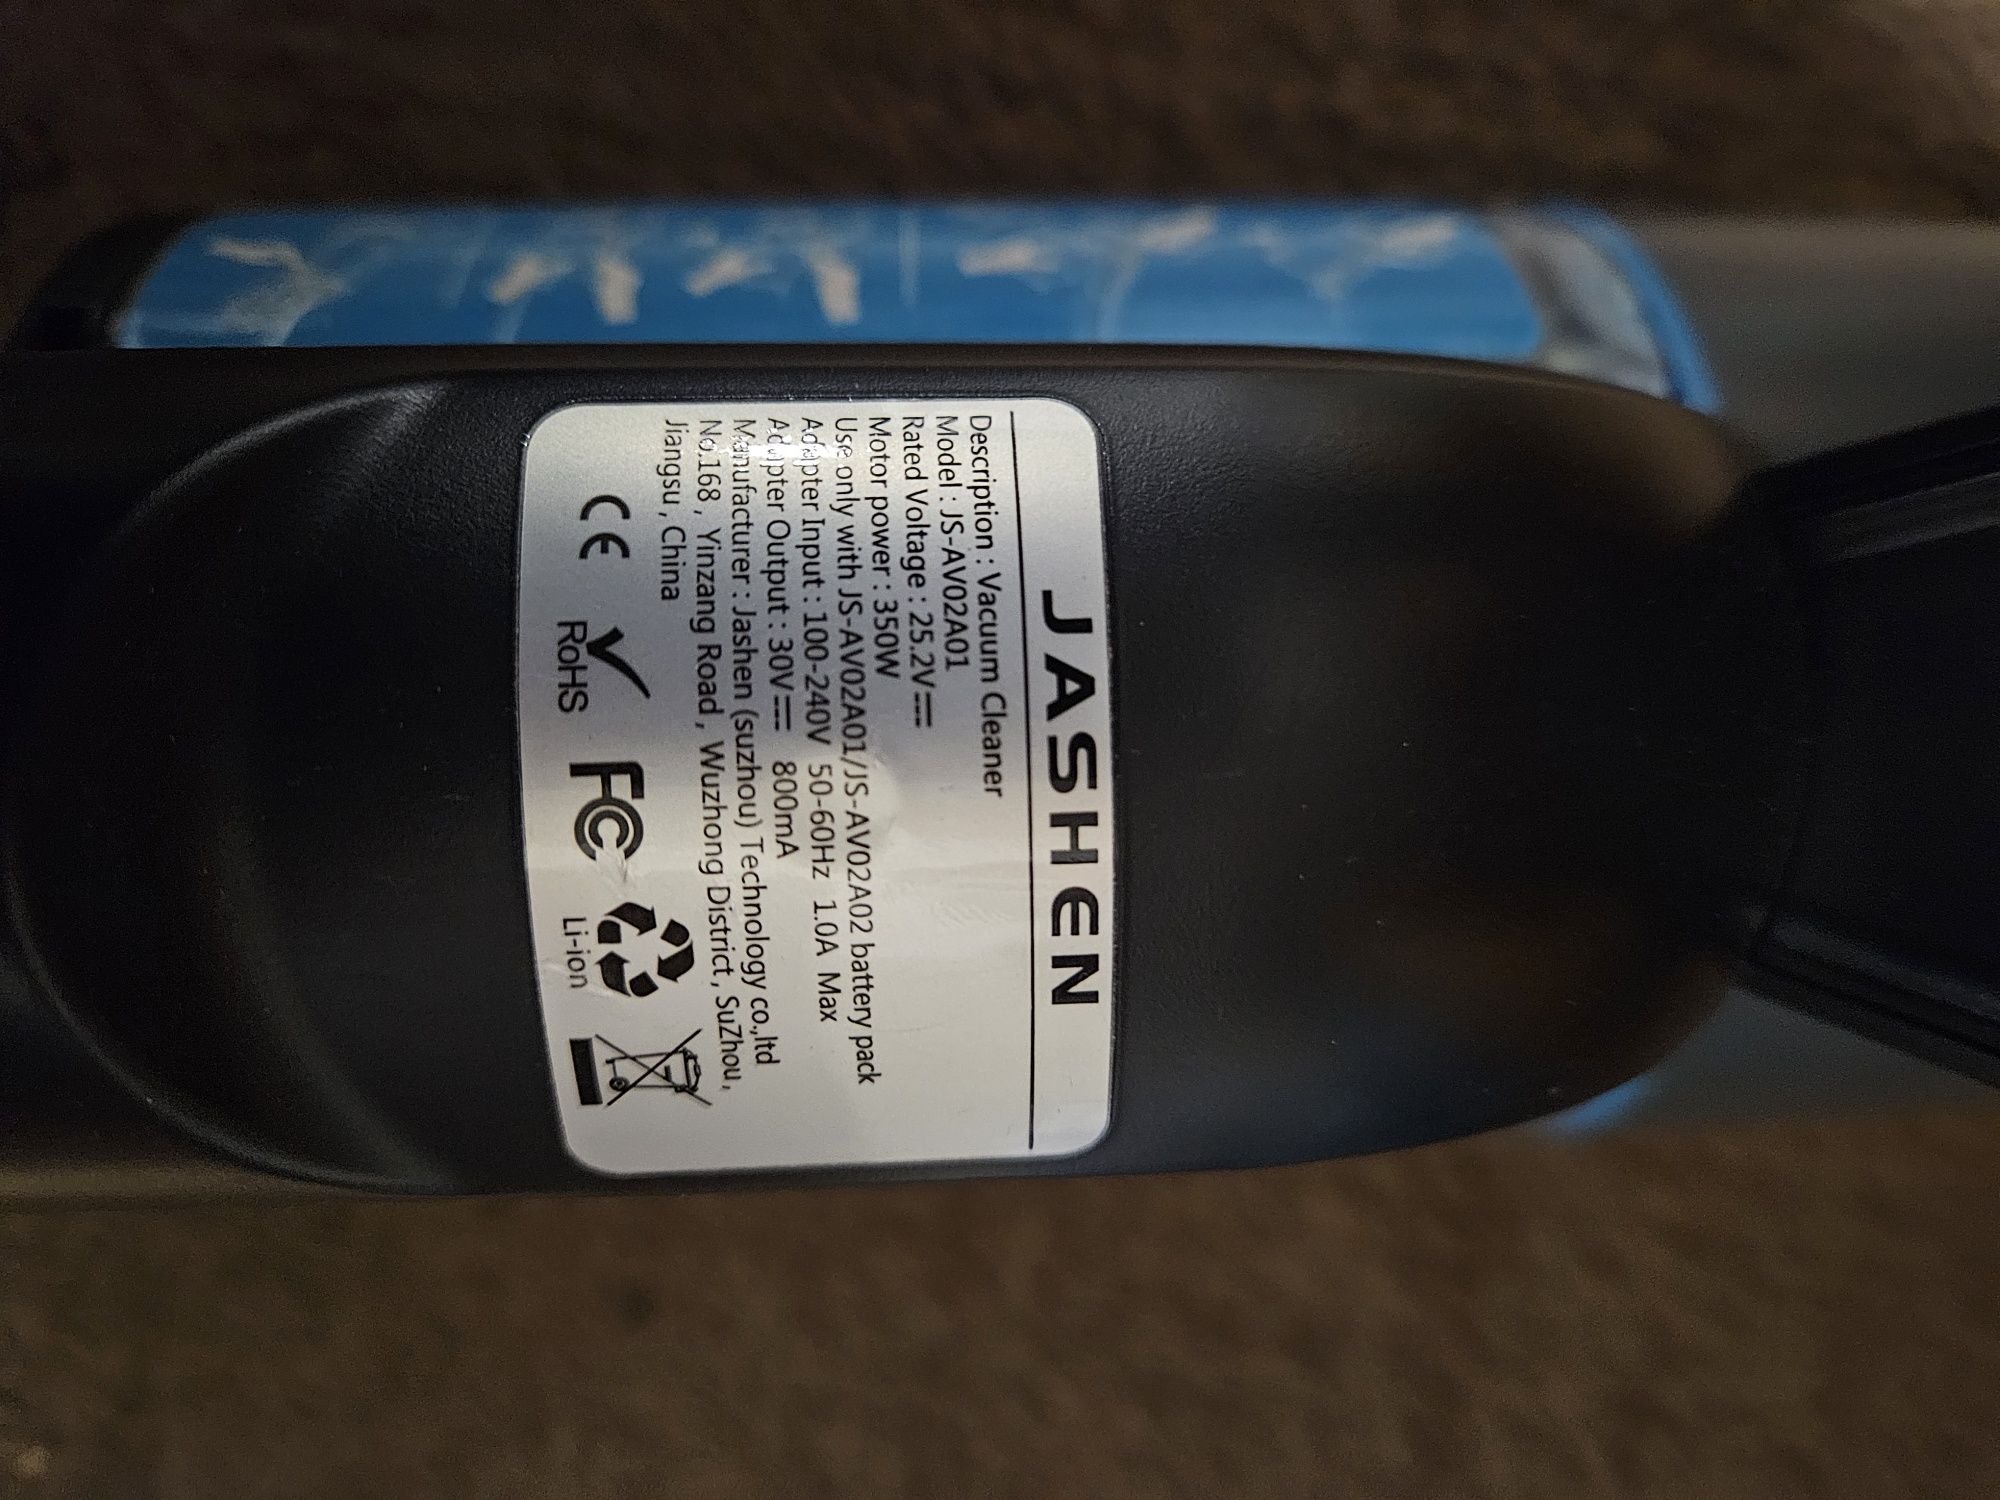 JASHEN
Description : Vacuum Cleaner
Model : JS-AV02A01
Rated Voltage : 25.2V⎓
Motor power : 350W
Use only with JS-AV02A01/JS-AV02A02 battery pack
Adapter Input : 100-240V 50-60Hz 1.0A Max
Adapter Output : 30V⎓ 800mA
Manufacturer : Jashen (suzhou) Technology co.,ltd
No.168 , Yinzang Road , Wuzhong District , SuZhou,
Jiangsu , China
CE
RoHS
FC
Li-ion